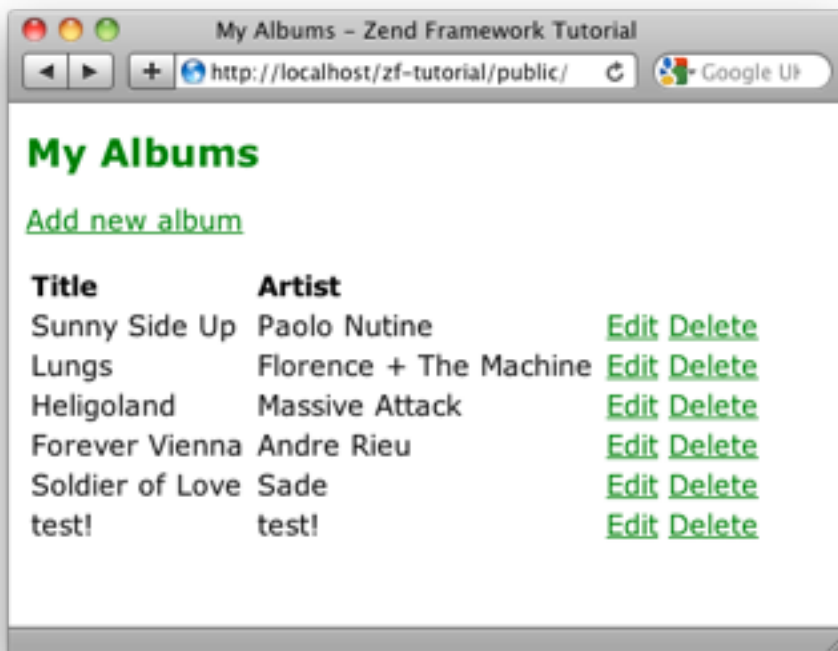 My Albums – Zend Framework Tutorial
http://localhost/zf-tutorial/public/ Google UK
My Albums
Add new album
Title Artist
Sunny Side Up Paolo Nutine Edit Delete
Lungs Florence + The Machine Edit Delete
Heligoland Massive Attack Edit Delete
Forever Vienna Andre Rieu Edit Delete
Soldier of Love Sade Edit Delete
test! test! Edit Delete